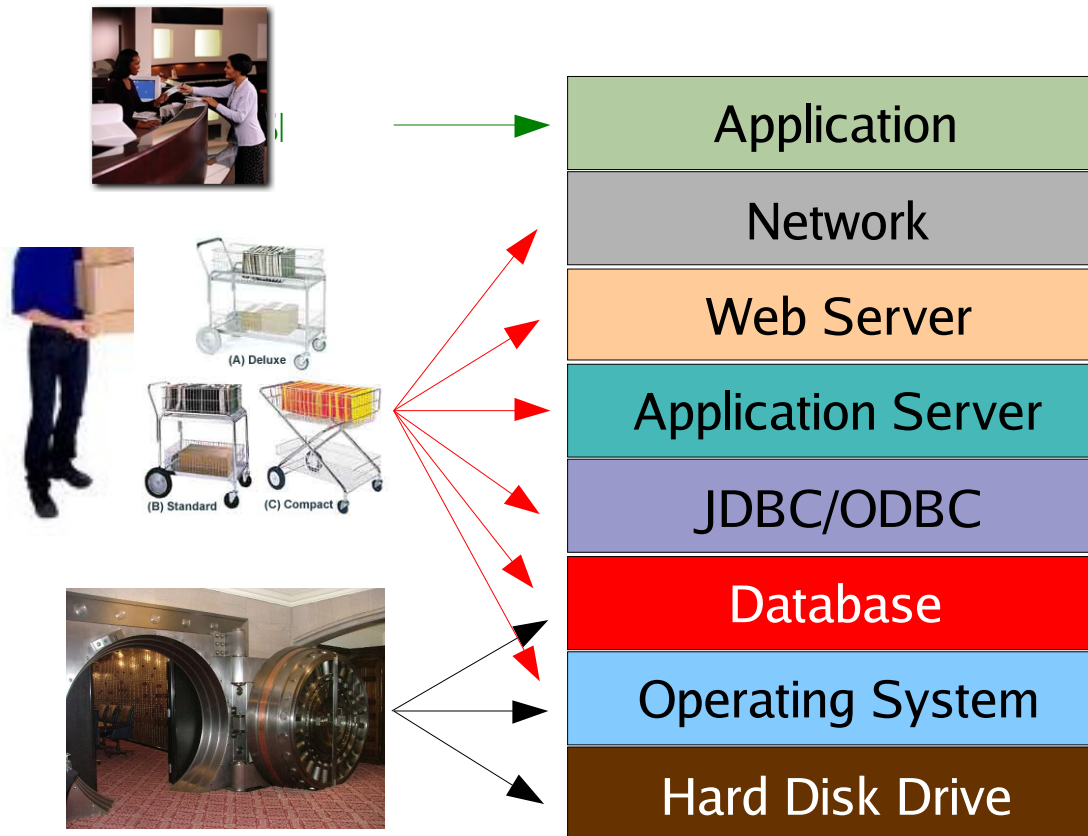 Application
Network
Web Server
(A) Deluxe
Application Server
(B) Standard
(C) Compact
JDBC/ODBC
Database
Operating System
Hard Disk Drive